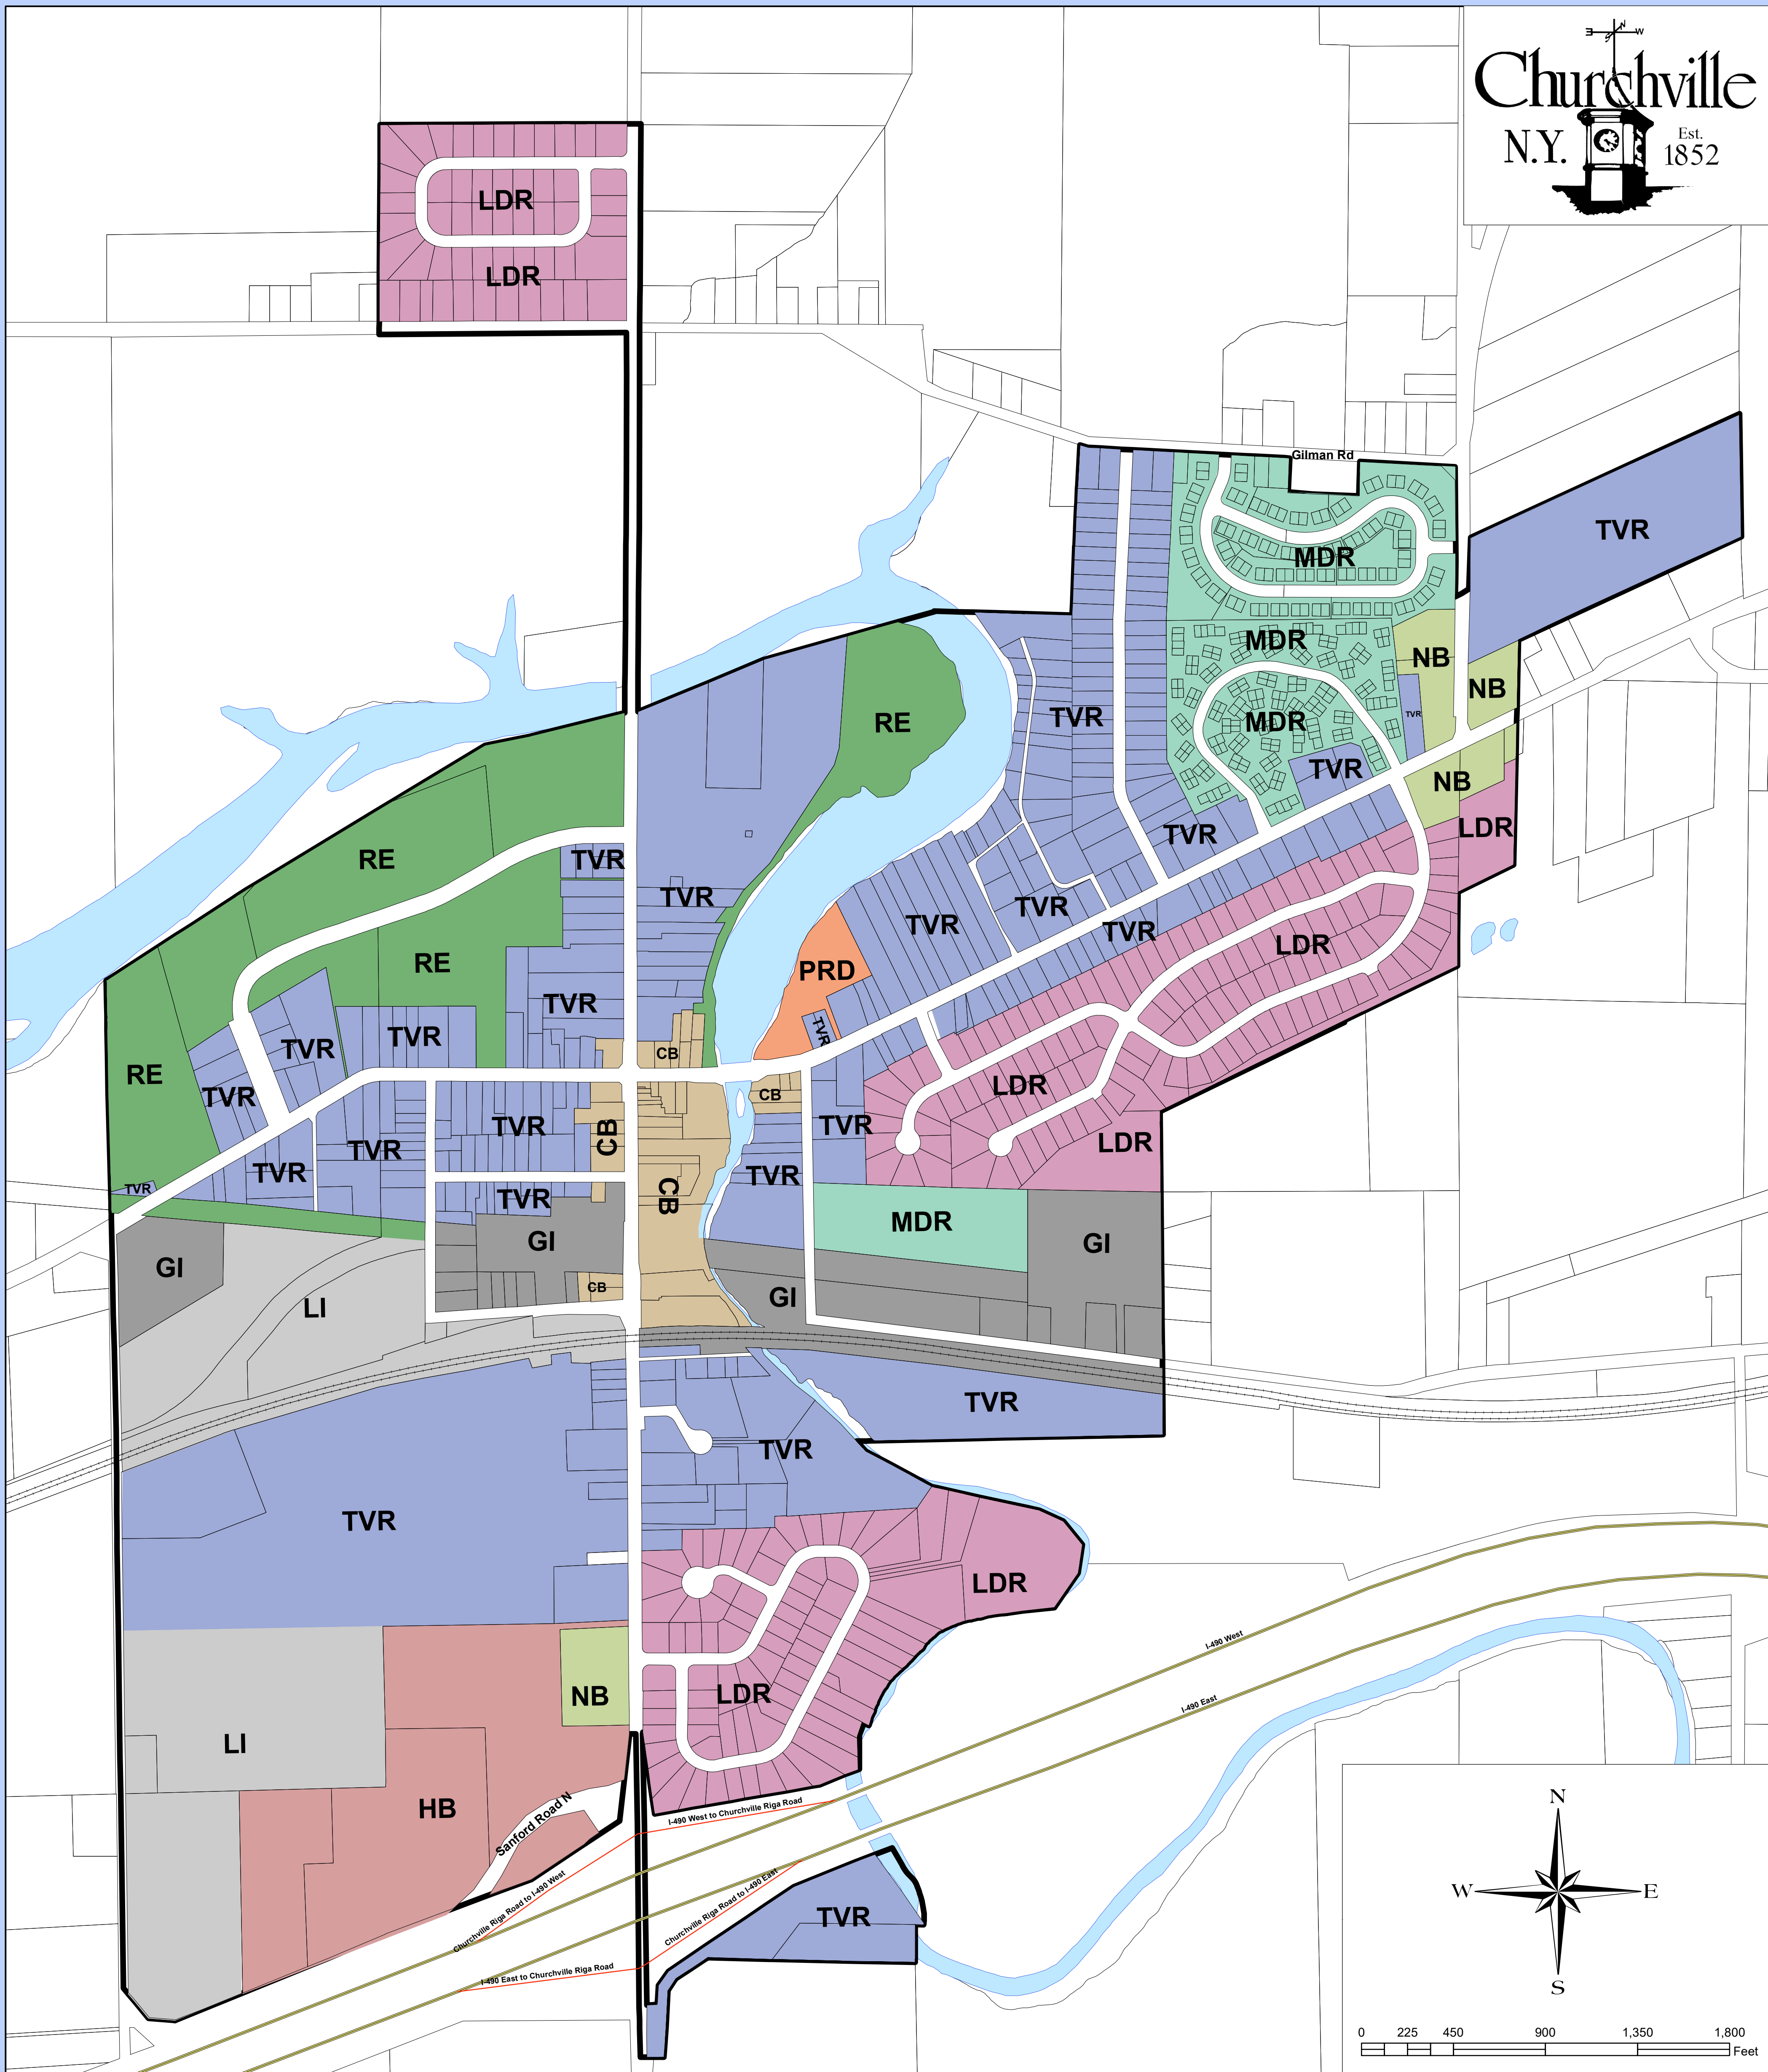 Churchville
N
E W
S
N.Y.
Est.
1852
LDR
LDR
Gilman Rd
TVR
MDR
MDR
NB
NB
RE
TVR
TVR
MDR
TVR
NB
LDR
TVR
RE
TVR
TVR
TVR
TVR
TVR
TVR
LDR
RE
PRD
TVR
TVR
TVR
TVR
CB
RE
TVR
LDR
CB
TVR
TVR
TVR
CB
LDR
TVR
TVR
TVR
TVR
CB
TVR
MDR
GI
GI
GI
CB
GI
LI
TVR
TVR
TVR
LDR
I-490 West
NB
LDR
I-490 East
LI
HB
Sanford Road N
I-490 West to Churchville Riga Road
Churchville Riga Road to I-490 West
Churchville Riga Road to I-490 East
TVR
I-490 East to Churchville Riga Road
N
W E
S
0 225 450 900 1,350 1,800
Feet